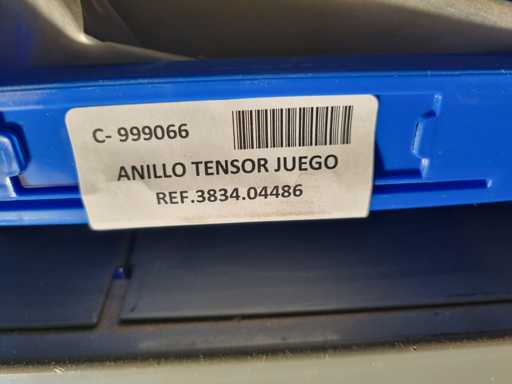 C- 999066
ANILLO TENSOR JUEGO
REF.3834.04486